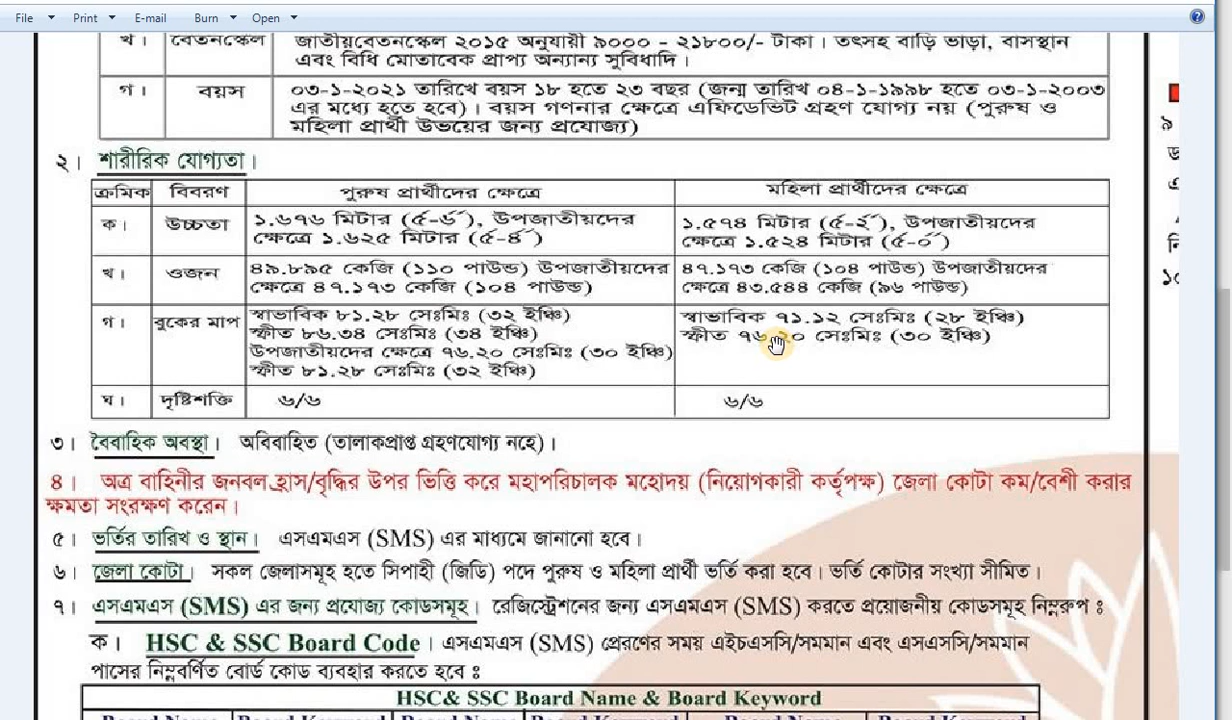 File Print E-mail Burn Open
খ। বেতনস্কেল জাতীয়বেতনস্কেল ২০১৫ অনুযায়ী ৯০০০ - ২১৮০০/- টাকা। তৎসহ বাড়ি ভাড়া, বাসস্থান
এবং বিধি মোতাবেক প্রাপ্য অন্যান্য সুবিধাদি।
গ। বয়স ০৩-১-২০২১ তারিখে বয়স ১৮ হতে ২৩ বছর (জন্ম তারিখ ০৪-১-১৯৯৮ হতে ০৩-১-২০০৩
এর মধ্যে হতে হবে)। বয়স গণনার ক্ষেত্রে এফিডেভিট গ্রহণ যোগ্য নয় (পুরুষ ও
মহিলা প্রার্থী উভয়ের জন্য প্রযোজ্য)
২। শারীরিক যোগ্যতা।
ক্রমিক বিবরণ পুরুষ প্রার্থীদের ক্ষেত্রে মহিলা প্রার্থীদের ক্ষেত্রে
ক। উচ্চতা ১.৬৭৬ মিটার (৫'-৬"), উপজাতীয়দের ১.৫৭৪ মিটার (৫'-২"), উপজাতীয়দের
ক্ষেত্রে ১.৬২৫ মিটার (৫'-৪") ক্ষেত্রে ১.৫২৪ মিটার (৫'-০")
খ। ওজন ৪৯.৮৯৫ কেজি (১১০ পাউন্ড) উপজাতীয়দের ৪৭.১৭৩ কেজি (১০৪ পাউন্ড) উপজাতীয়দের
ক্ষেত্রে ৪৭.১৭৩ কেজি (১০৪ পাউন্ড) ক্ষেত্রে ৪৩.৫৪৪ কেজি (৯৬ পাউন্ড)
গ। বুকের মাপ স্বাভাবিক ৮১.২৮ সেঃমিঃ (৩২ ইঞ্চি) স্বাভাবিক ৭১.১২ সেঃমিঃ (২৮ ইঞ্চি)
স্ফীত ৮৬.৩৪ সেঃমিঃ (৩৪ ইঞ্চি) স্ফীত ৭৬.২০ সেঃমিঃ (৩০ ইঞ্চি)
উপজাতীয়দের ক্ষেত্রে ৭৬.২০ সেঃমিঃ (৩০ ইঞ্চি)
স্ফীত ৮১.২৮ সেঃমিঃ (৩২ ইঞ্চি)
ঘ। দৃষ্টিশক্তি ৬/৬ ৬/৬
৩। বৈবাহিক অবস্থা। অবিবাহিত (তালাকপ্রাপ্ত গ্রহণযোগ্য নহে)।
৪। অত্র বাহিনীর জনবল হ্রাস/বৃদ্ধির উপর ভিত্তি করে মহাপরিচালক মহোদয় (নিয়োগকারী কর্তৃপক্ষ) জেলা কোটা কম/বেশী করার
ক্ষমতা সংরক্ষণ করেন।
৫। ভর্তির তারিখ ও স্থান। এসএমএস (SMS) এর মাধ্যমে জানানো হবে।
৬। জেলা কোটা। সকল জেলাসমূহ হতে সিপাহী (জিডি) পদে পুরুষ ও মহিলা প্রার্থী ভর্তি করা হবে। ভর্তি কোটার সংখ্যা সীমিত।
৭। এসএমএস (SMS) এর জন্য প্রযোজ্য কোডসমূহ। রেজিস্ট্রেশনের জন্য এসএমএস (SMS) করতে প্রয়োজনীয় কোডসমূহ নিম্নরুপ ঃ
ক। HSC & SSC Board Code। এসএমএস (SMS) প্রেরণের সময় এইচএসসি/সমমান এবং এসএসসি/সমমান
পাসের নিম্নবর্ণিত বোর্ড কোড ব্যবহার করতে হবে ঃ
HSC& SSC Board Name & Board Keyword